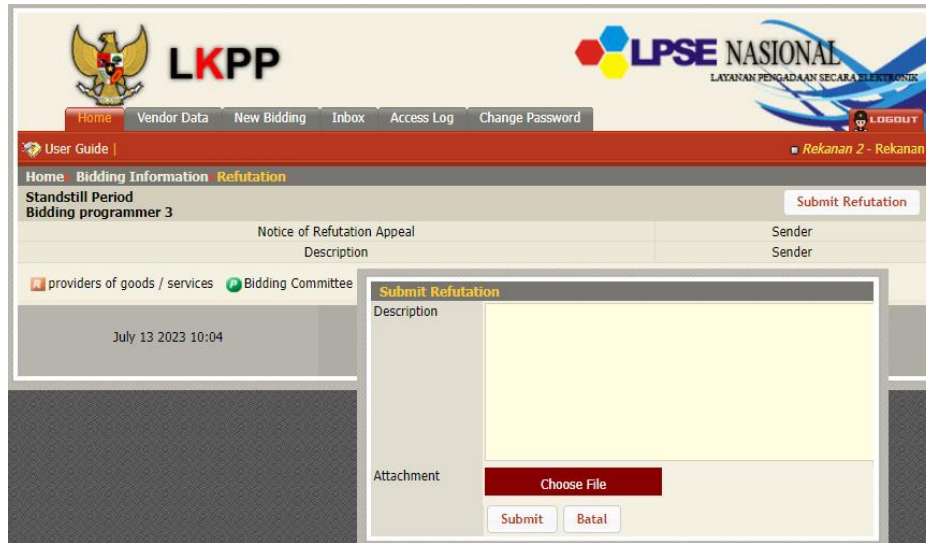 LKPP
LPSE NASIONAL
LAYANAN PENGADAAN SECARA ELEKTRONIK
Home Vendor Data New Bidding Inbox Access Log Change Password
LOGOUT
User Guide |
Rekanan 2 - Rekanan
Home Bidding Information Refutation
Standstill Period
Bidding programmer 3
Submit Refutation
Notice of Refutation Appeal Sender
Description Sender
R providers of goods / services P Bidding Committee
July 13 2023 10:04
Submit Refutation
Description
Attachment
Choose File
Submit Batal